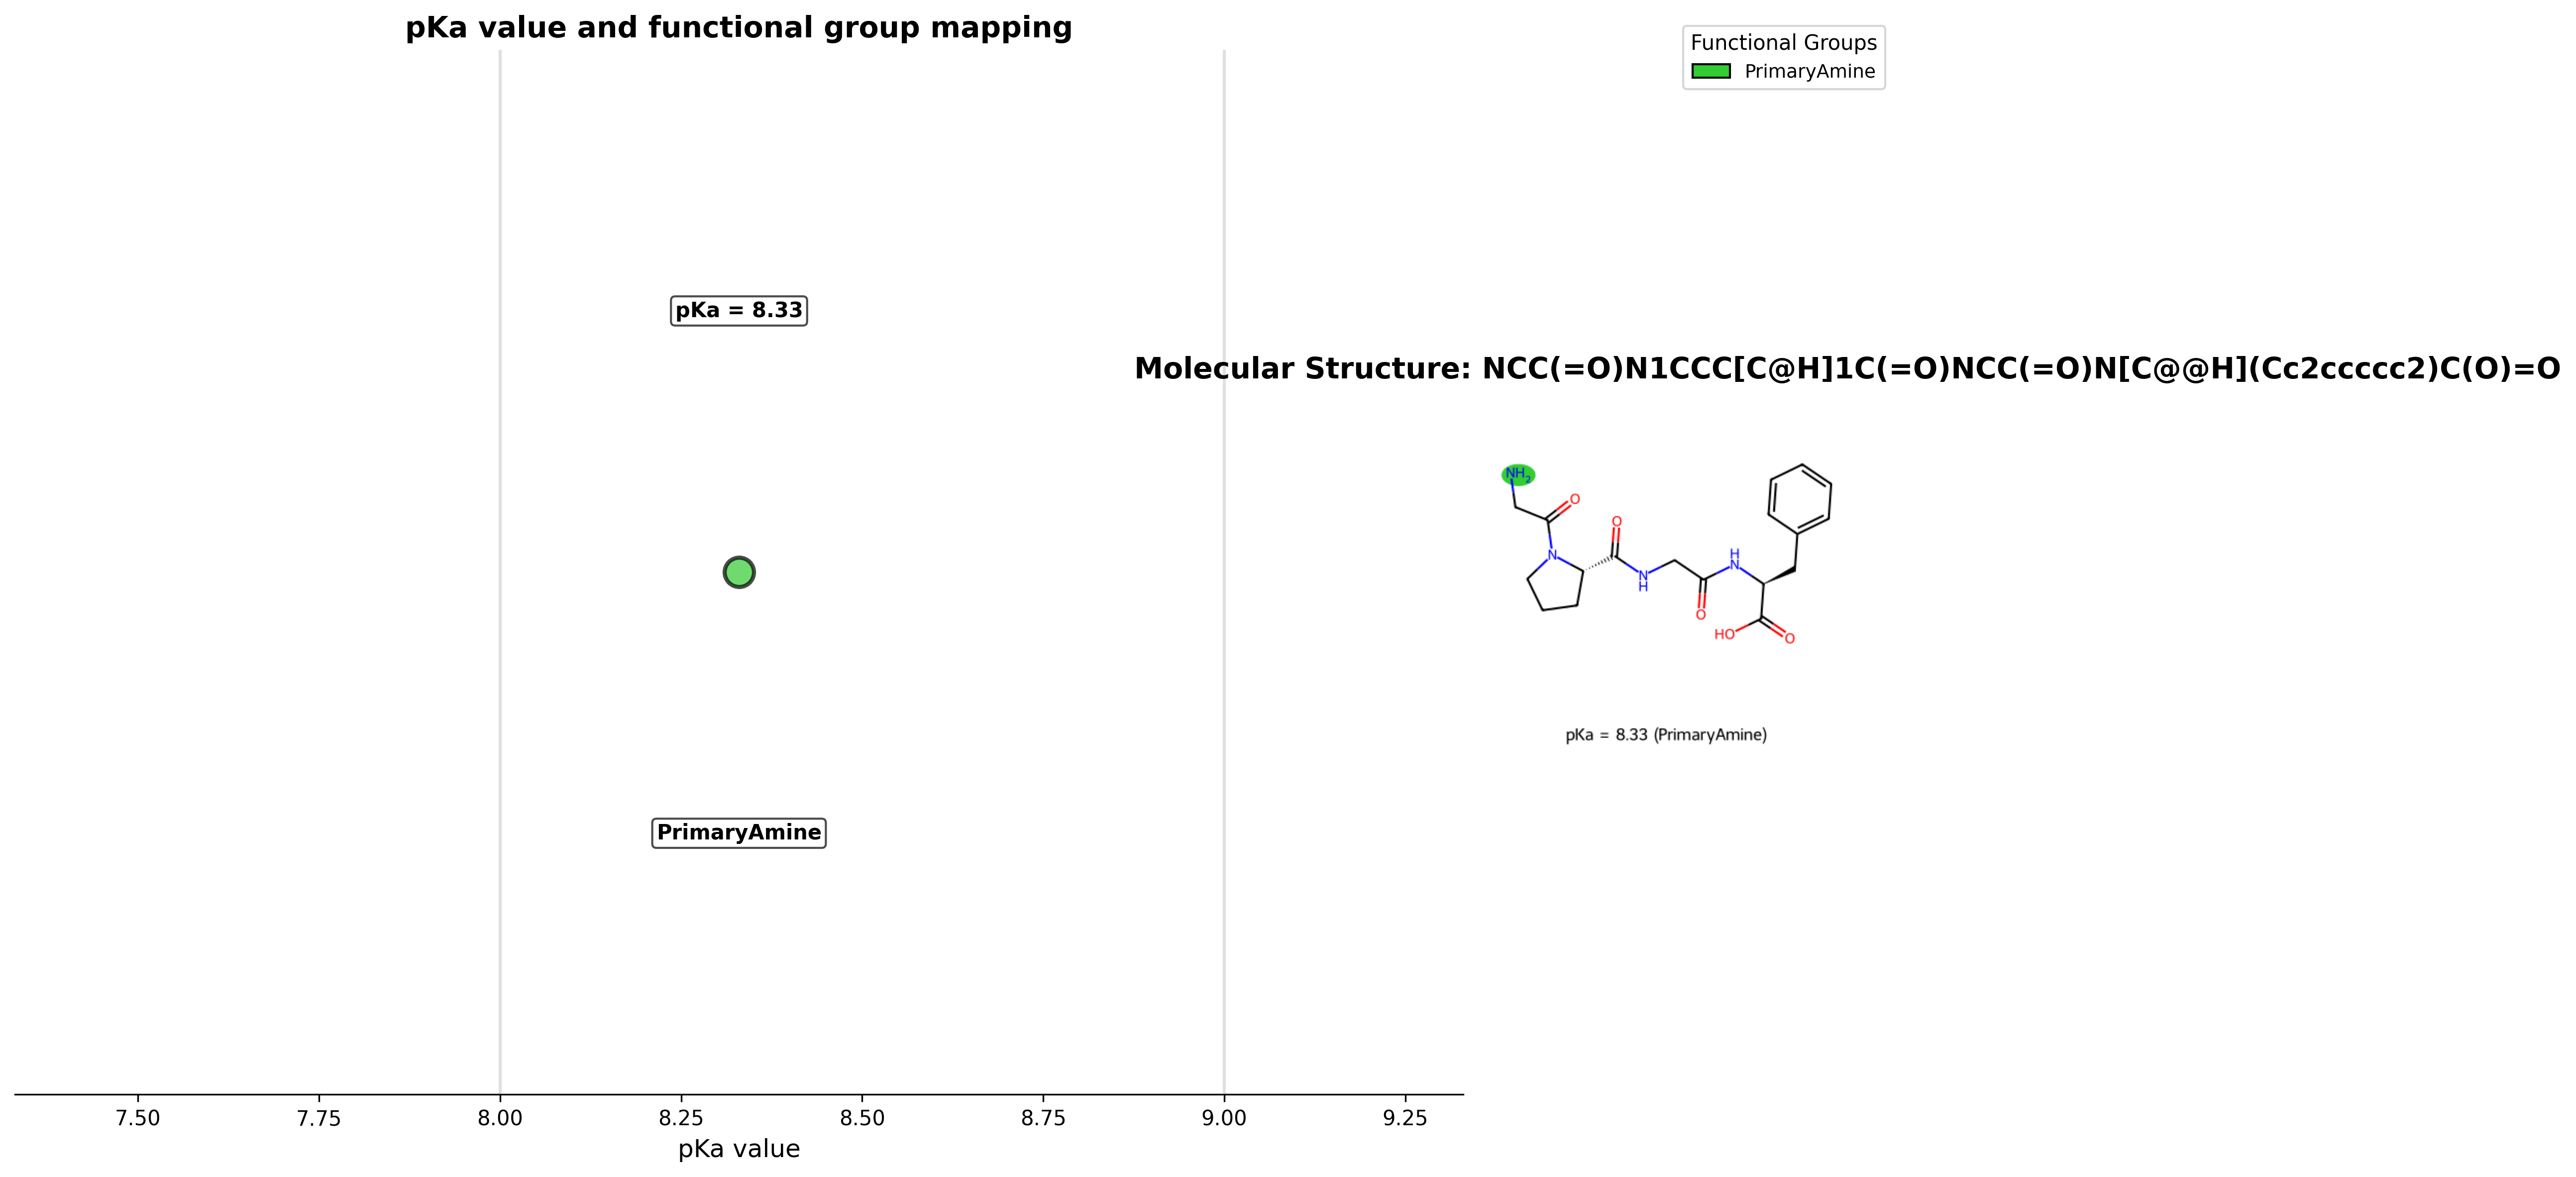 pKa value and functional group mapping
Functional Groups
PrimaryAmine
pKa = 8.33
Molecular Structure: NCC(=O)N1CCC[C@H]1C(=O)NCC(=O)N[C@@H](Cc2ccccc2)C(O)=O
NH2
O
O
N
N
H
O
H
N
HO
O
pKa = 8.33 (PrimaryAmine)
PrimaryAmine
7.50 7.75 8.00 8.25 8.50 8.75 9.00 9.25
pKa value